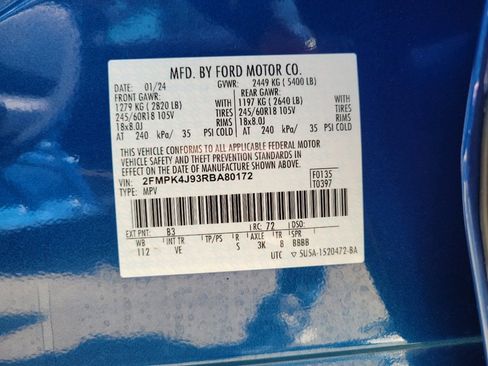 MFD. BY FORD MOTOR CO.
DATE: 01/24 GVWR: 2449 KG ( 5400 LB)
FRONT GAWR: REAR GAWR:
1279 KG ( 2820 LB) WITH 1197 KG ( 2640 LB) WITH
245/60R18 105V TIRES 245/60R18 105V TIRES
18x8.0J RIMS 18x8.0J RIMS
AT 240 kPa/ 35 PSI COLD AT 240 kPa/ 35 PSI COLD
THIS VEHICLE CONFORMS TO ALL APPLICABLE FEDERAL MOTOR
VEHICLE SAFETY AND THEFT PREVENTION STANDARDS IN
EFFECT ON THE DATE OF MANUFACTURE SHOWN ABOVE.
VIN: 2FMPK4J93RBA80172 F0135
TYPE: MPV T0397
EXT PNT: B3 RC: 72 DSO:
WB INT TR TP/PS R AXLE TR SPR
112 VE S 3K 8 BBBB
UTC ▽ 5U5A-1520472-BA